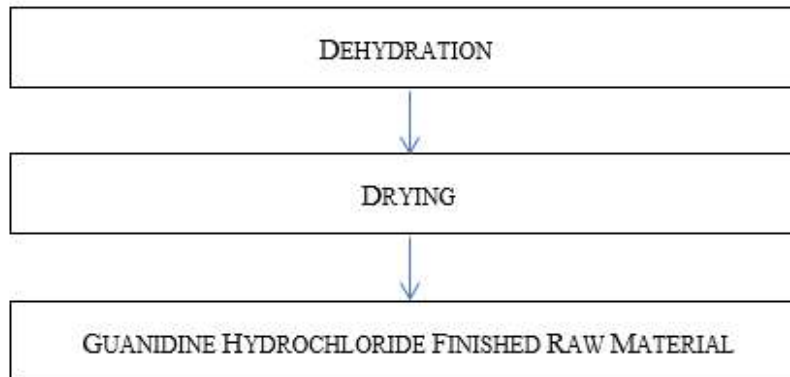 DEHYDRATION
DRYING
GUANIDINE HYDROCHLORIDE FINISHED RAW MATERIAL